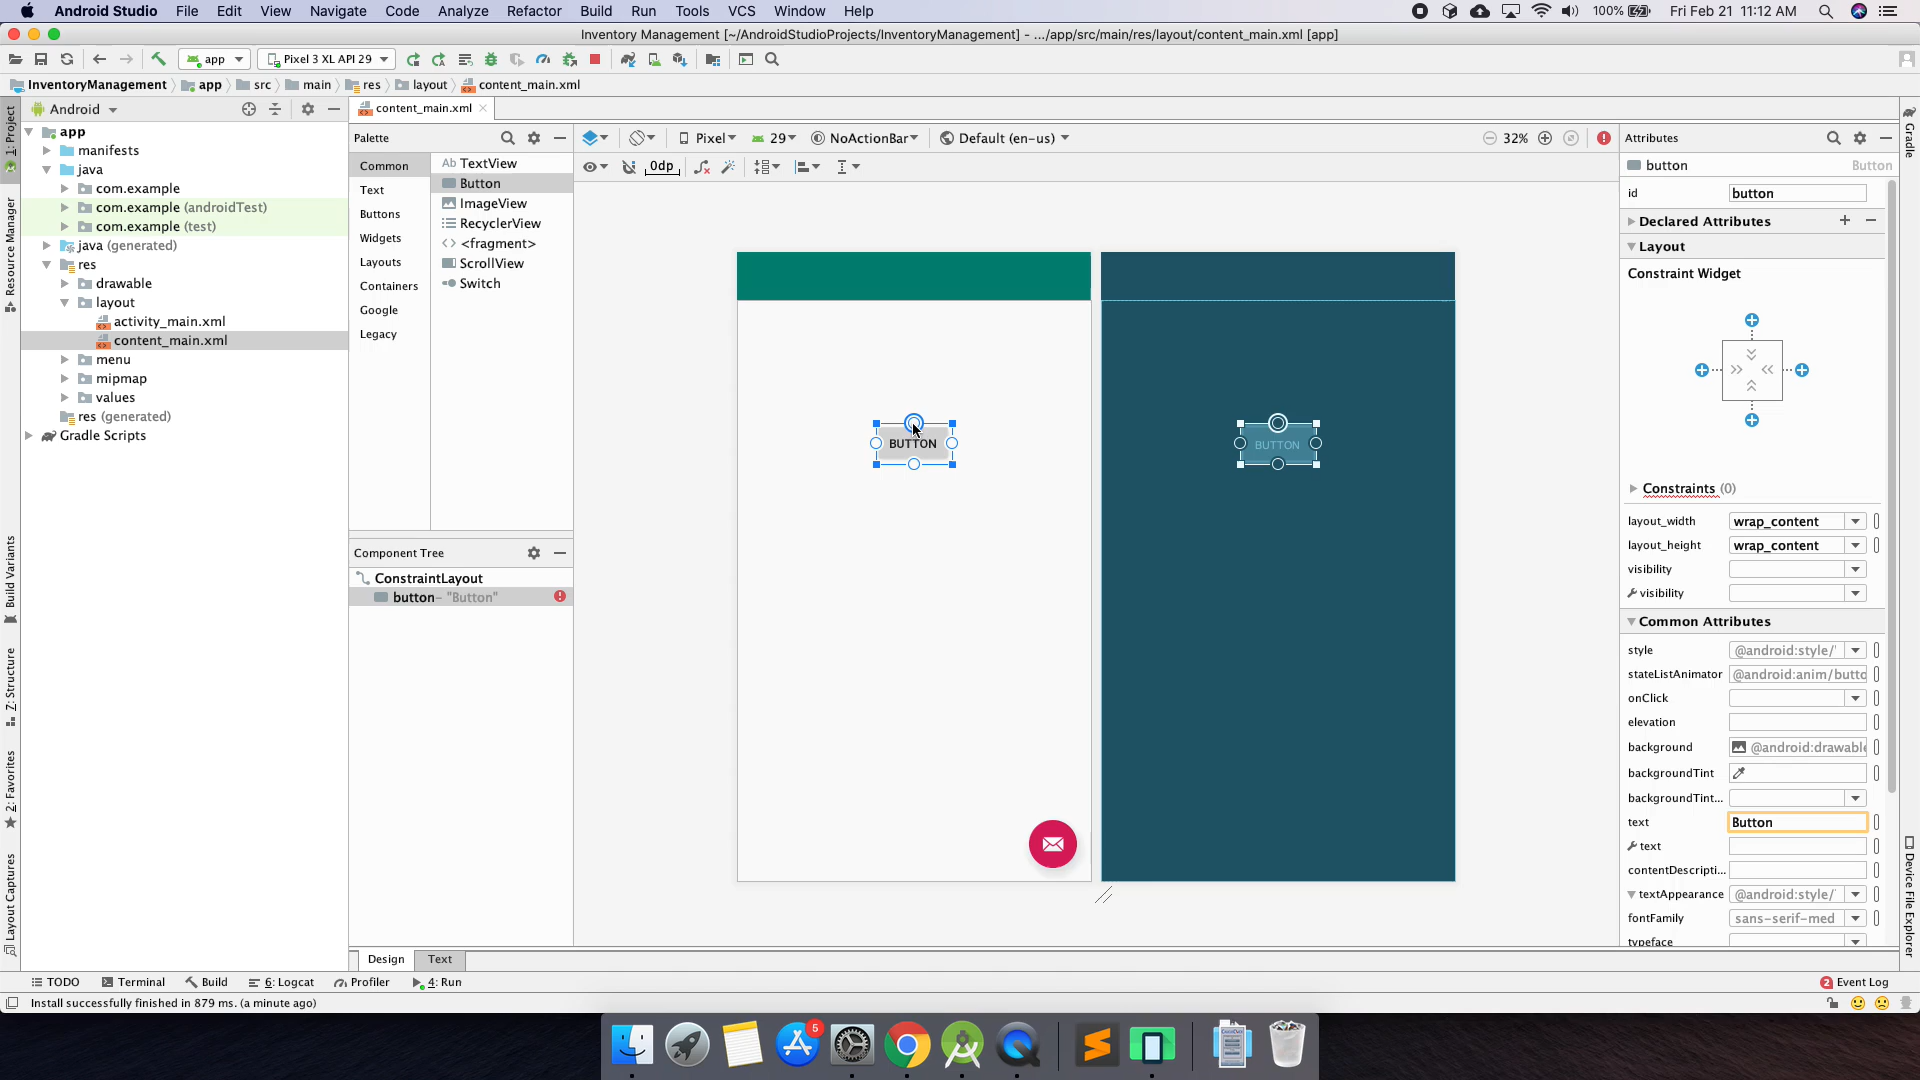 Android Studio File Edit View Navigate Code Analyze Refactor Build Run Tools VCS Window Help 100% Fri Feb 21 11:12 AM
Inventory Management [~/AndroidStudioProjects/InventoryManagement] - .../app/src/main/res/layout/content_main.xml [app]
app Pixel 3 XL API 29
InventoryManagement app src main res layout content_main.xml
1: Project
Resource Manager
Build Variants
Z: Structure
2: Favorites
Layout Captures
Android
app
manifests
java
com.example
com.example (androidTest)
com.example (test)
java (generated)
res
drawable
layout
activity_main.xml
content_main.xml
menu
mipmap
values
res (generated)
Gradle Scripts
content_main.xml
Palette
Common
Text
Buttons
Widgets
Layouts
Containers
Google
Legacy
Ab TextView
Button
ImageView
RecyclerView
<fragment>
ScrollView
Switch
Component Tree
ConstraintLayout
button– "Button"
Pixel 29 NoActionBar Default (en-us) 32%
0dp
BUTTON
BUTTON
Design Text
Attributes
button Button
id button
Declared Attributes
Layout
Constraint Widget
Constraints (0)
layout_width wrap_content
layout_height wrap_content
visibility
visibility
Common Attributes
style @android:style/
stateListAnimator @android:anim/butto
onClick
elevation
background @android:drawabl
backgroundTint
backgroundTint...
text Button
text
contentDescripti...
textAppearance @android:style/
fontFamily sans-serif-med
typeface
Gradle
Device File Explorer
TODO Terminal Build 6: Logcat Profiler 4: Run 2 Event Log
Install successfully finished in 879 ms. (a minute ago)
5